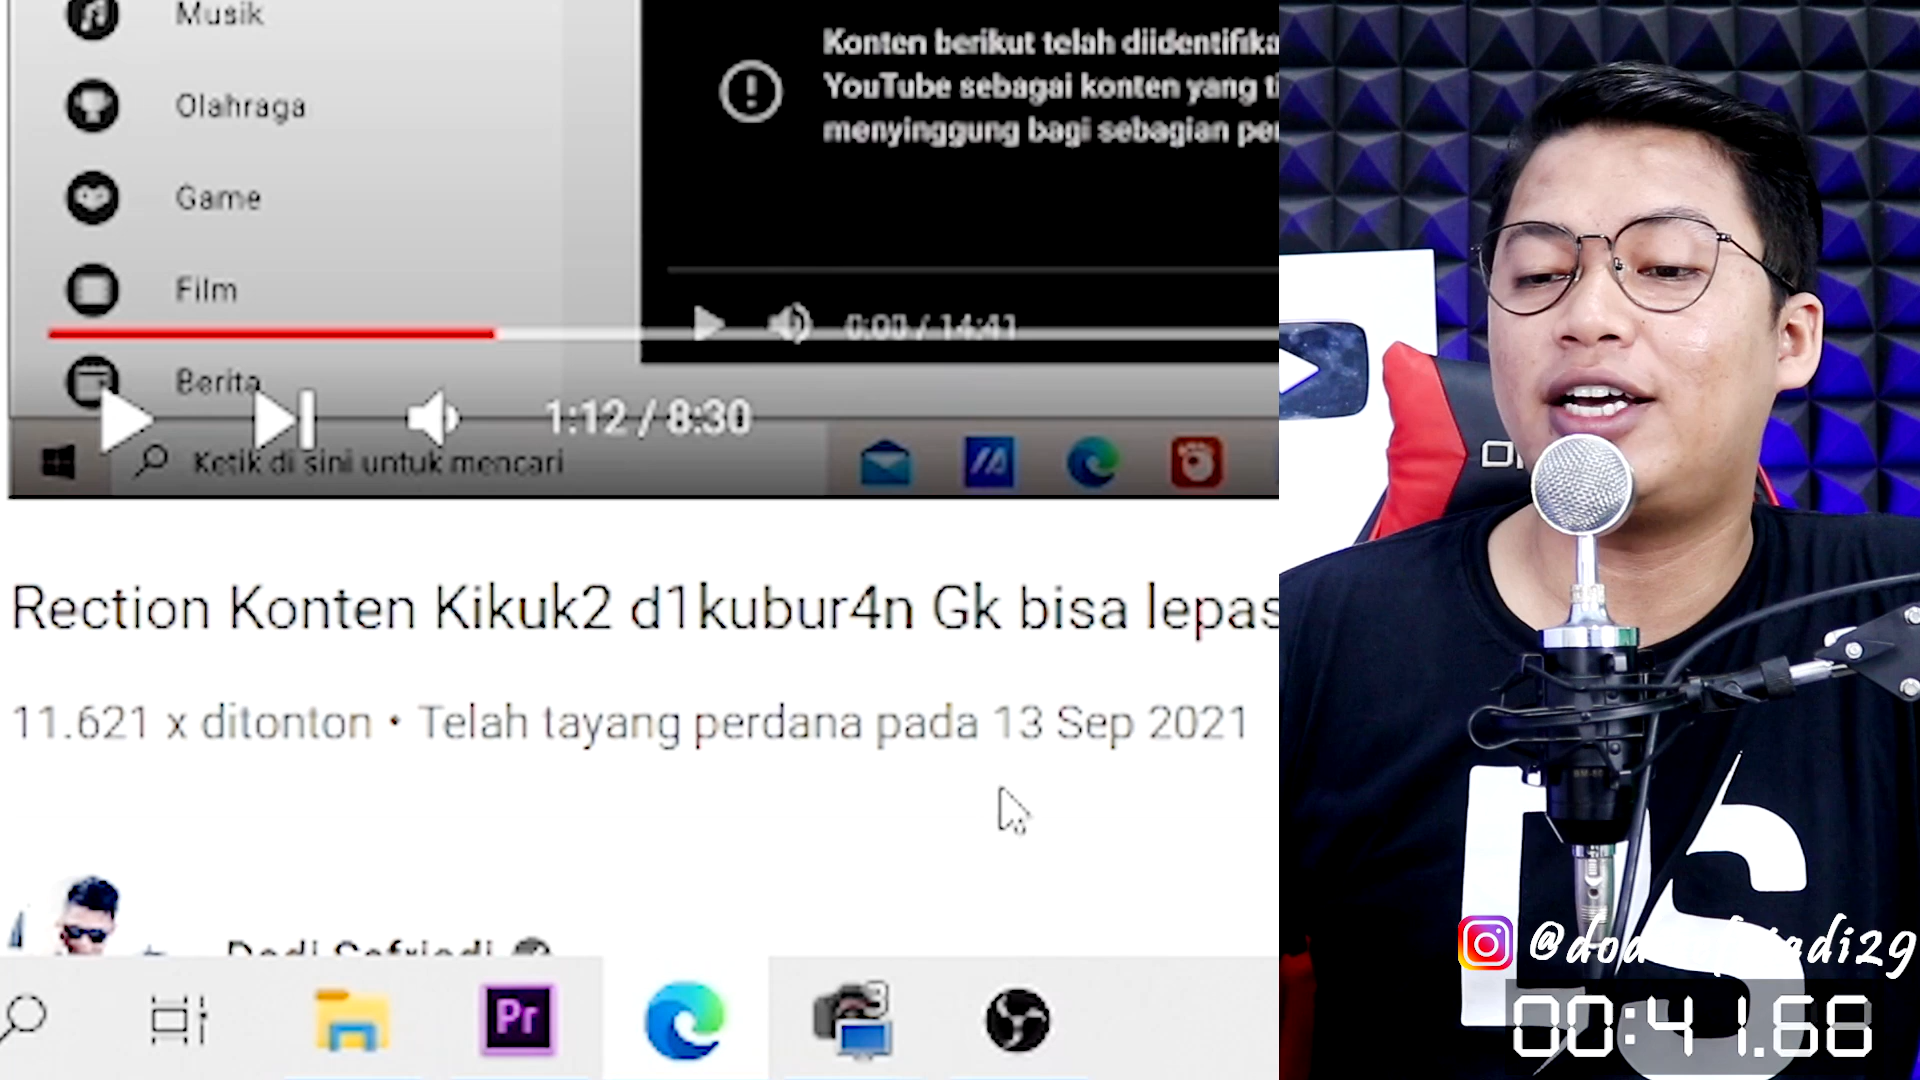 Musik
Olahraga
Game
Film
Berita
Konten berikut telah diidentifika
YouTube sebagai konten yang ti
menyinggung bagi sebagian pe
0:00 / 14:41
1:12 / 8:30
Ketik di sini untuk mencari
Rection Konten Kikuk2 d1kubur4n Gk bisa lepas
11.621 x ditonton • Telah tayang perdana pada 13 Sep 2021
Pr
00:41.68